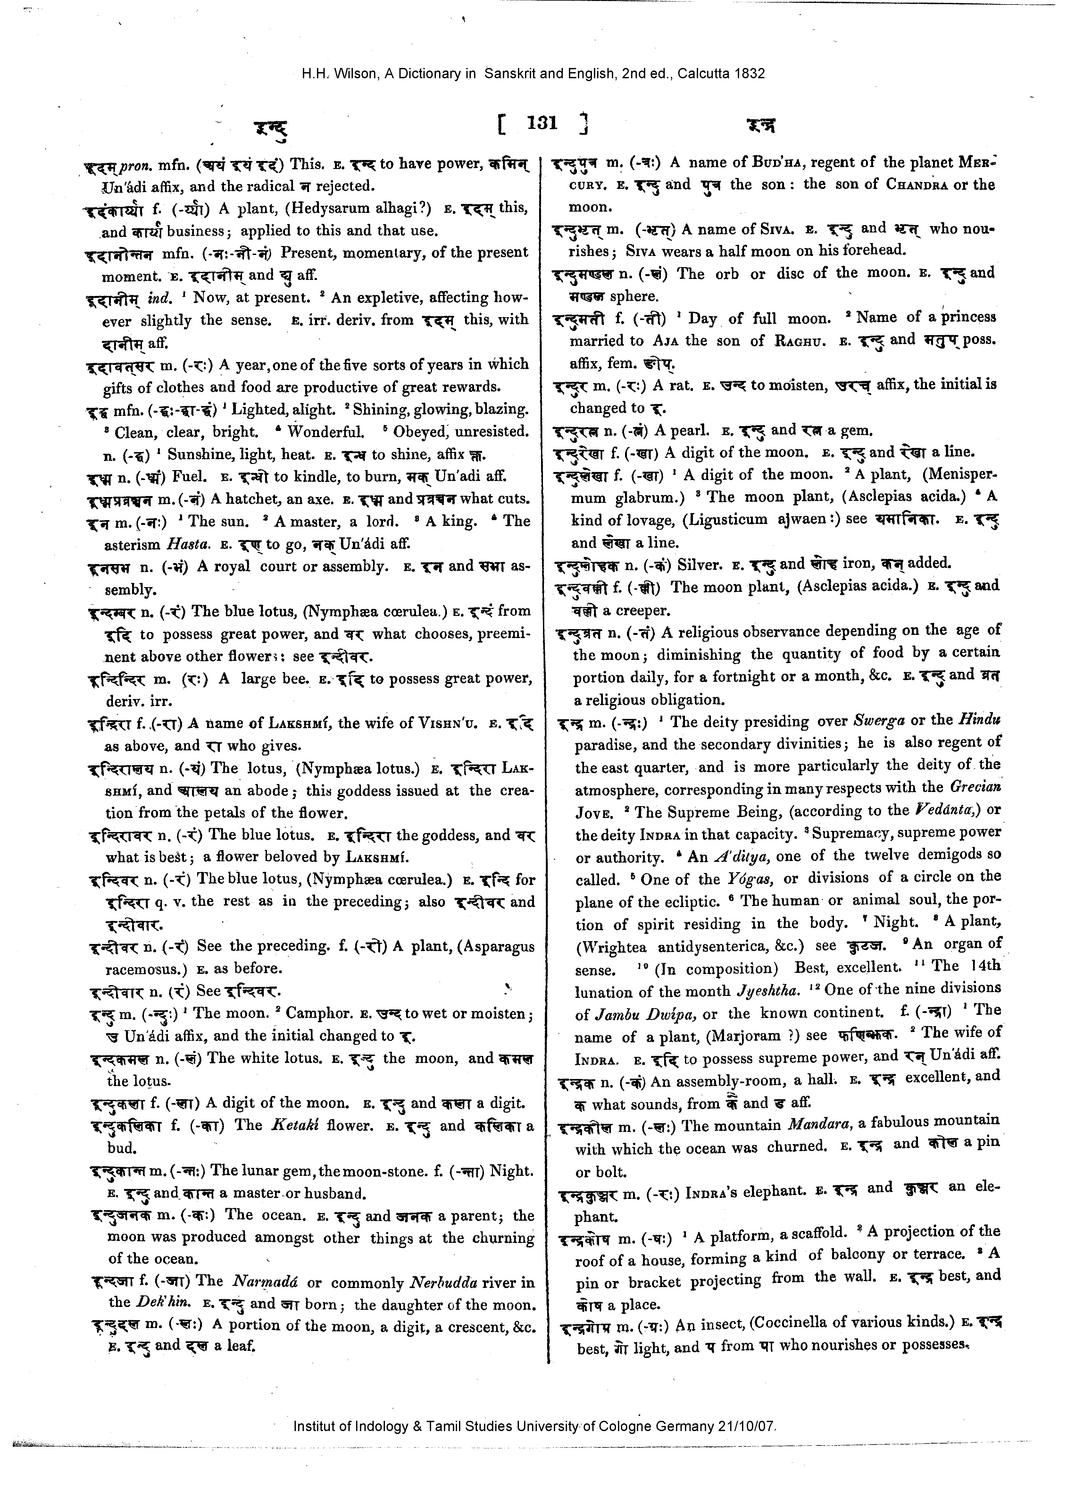 H.H. Wilson, A Dictionary in Sanskrit and English, 2nd ed., Calcutta 1832
इन्दु [ 131 ] इन्द्र
इदम् pron. mfn. (अयं इयं इदं) This. E. इन्द to have power, कमिन्
Un'ádi affix, and the radical न rejected.
इदंकार्य्या f. (-र्य्या) A plant, (Hedysarum alhagi?) E. इदम् this,
and कार्य्य business; applied to this and that use.
इदानीन्तन mfn. (-नः-नी-नं) Present, momentary, of the present
moment. E. इदानीम् and द्यु aff.
इदानीम् ind. ¹ Now, at present. ² An expletive, affecting how-
ever slightly the sense. E. irr. deriv. from इदम् this, with
दानीम् aff.
इदावत्सर m. (-रः) A year, one of the five sorts of years in which
gifts of clothes and food are productive of great rewards.
इद्ध mfn. (-द्धः-द्धा-द्धं) ¹ Lighted, alight. ² Shining, glowing, blazing.
³ Clean, clear, bright. ⁴ Wonderful. ⁵ Obeyed, unresisted.
n. (-द्धं) ¹ Sunshine, light, heat. E. इन्ध to shine, affix क्त.
इध्म n. (-ध्मं) Fuel. E. इन्धी to kindle, to burn, मक् Un'adi aff.
इध्मप्रव्रश्चन m. (-नं) A hatchet, an axe. E. इध्म and प्रव्रश्चन what cuts.
इन m. (-नः) ¹ The sun. ² A master, a lord. ³ A king. ⁴ The
asterism Hasta. E. इण् to go, नक् Un'ádi aff.
इनसभ n. (-भं) A royal court or assembly. E. इन and सभा as-
sembly.
इन्दम्बर n. (-रं) The blue lotus, (Nymphæa cœrulea.) E. इन्दं from
इदि to possess great power, and वर what chooses, preemi-
nent above other flowers: see इन्दीवर.
इन्दिन्दिर m. (रः) A large bee. E. इदि to possess great power,
deriv. irr.
इन्दिरा f. (-रा) A name of LAKSHMÍ, the wife of VISHN'U. E. इदि
as above, and रा who gives.
इन्दिरालय n. (-यं) The lotus, (Nymphæa lotus.) E. इन्दिरा LAK-
SHMÍ, and आलय an abode; this goddess issued at the crea-
tion from the petals of the flower.
इन्दिरावर n. (-रं) The blue lotus. E. इन्दिरा the goddess, and वर
what is best; a flower beloved by LAKSHMÍ.
इन्दिवर n. (-रं) The blue lotus, (Nymphæa cœrulea.) E. इन्दि for
इन्दिरा q. v. the rest as in the preceding; also इन्दीवर and
इन्दीवार.
इन्दीवर n. (-रं) See the preceding. f. (-री) A plant, (Asparagus
racemosus.) E. as before.
इन्दीवार n. (रं) See इन्दिवर.
इन्दु m. (-न्दुः) ¹ The moon. ² Camphor. E. उन्द to wet or moisten;
उ Un'ádi affix, and the initial changed to इ.
इन्दुकमल n. (-लं) The white lotus. E. इन्दु the moon, and कमल
the lotus.
इन्दुकला f. (-ला) A digit of the moon. E. इन्दु and कला a digit.
इन्दुकलिका f. (-का) The Ketakí flower. E. इन्दु and कलिका a
bud.
इन्दुकान्त m. (-न्तः) The lunar gem, the moon-stone. f. (-न्ता) Night.
E. इन्दु and कान्त a master or husband.
इन्दुजनक m. (-कः) The ocean. E. इन्दु and जनक a parent; the
moon was produced amongst other things at the churning
of the ocean.
इन्दुजा f. (-जा) The Narmadá or commonly Nerbudda river in
the Dek'hin. E. इन्दु and जा born; the daughter of the moon.
इन्दुदल m. (-लः) A portion of the moon, a digit, a crescent, &c.
E. इन्दु and दल a leaf.
इन्दुपुत्र m. (-त्रः) A name of BUD'HA, regent of the planet MER-
CURY. E. इन्दु and पुत्र the son: the son of CHANDRA or the
moon.
इन्दुभृत् m. (-भृत्) A name of SIVA. E. इन्दु and भृत् who nou-
rishes; SIVA wears a half moon on his forehead.
इन्दुमण्डल n. (-लं) The orb or disc of the moon. E. इन्दु and
मण्डल sphere.
इन्दुमती f. (-ती) ¹ Day of full moon. ² Name of a princess
married to AJA the son of RAGHU. E. इन्दु and मतुप् poss.
affix, fem. ङीप्.
इन्दुर m. (-रः) A rat. E. उन्द to moisten, उरच् affix, the initial is
changed to इ.
इन्दुरत्न n. (-त्नं) A pearl. E. इन्दु and रत्न a gem.
इन्दुरेखा f. (-खा) A digit of the moon. E. इन्दु and रेखा a line.
इन्दुलेखा f. (-खा) ¹ A digit of the moon. ² A plant, (Menisper-
mum glabrum.) ³ The moon plant, (Asclepias acida.) ⁴ A
kind of lovage, (Ligusticum ajwaen:) see यमानिका. E. इन्दु
and लेखा a line.
इन्दुलोहक n. (-कं) Silver. E. इन्दु and लोह iron, कन् added.
इन्दुवल्ली f. (-ल्ली) The moon plant, (Asclepias acida.) E. इन्दु and
वल्ली a creeper.
इन्दुव्रत n. (-तं) A religious observance depending on the age of
the moon; diminishing the quantity of food by a certain
portion daily, for a fortnight or a month, &c. E. इन्दु and व्रत
a religious obligation.
इन्द्र m. (-न्द्रः) ¹ The deity presiding over Swerga or the Hindu
paradise, and the secondary divinities; he is also regent of
the east quarter, and is more particularly the deity of the
atmosphere, corresponding in many respects with the Grecian
JOVE. ² The Supreme Being, (according to the Vedánta,) or
the deity INDRA in that capacity. ³ Supremacy, supreme power
or authority. ⁴ An A'ditya, one of the twelve demigods so
called. ⁵ One of the Yógas, or divisions of a circle on the
plane of the ecliptic. ⁶ The human or animal soul, the por-
tion of spirit residing in the body. ⁷ Night. ⁸ A plant,
(Wrightea antidysenterica, &c.) see कुटज. ⁹ An organ of
sense. ¹⁰ (In composition) Best, excellent. ¹¹ The 14th
lunation of the month Jyeshtha. ¹² One of the nine divisions
of Jambu Dwipa, or the known continent. f. (-न्द्रा) ¹ The
name of a plant, (Marjoram ?) see फणिज्झक. ² The wife of
INDRA. E. इदि to possess supreme power, and रन् Un'ádi aff.
इन्द्रक n. (-कं) An assembly-room, a hall. E. इन्द्र excellent, and
क what sounds, from कै and ड aff.
इन्द्रकील m. (-लः) The mountain Mandara, a fabulous mountain
with which the ocean was churned. E. इन्द्र and कील a pin
or bolt.
इन्द्रकुञ्जर m. (-रः) INDRA's elephant. E. इन्द्र and कुञ्जर an ele-
phant.
इन्द्रकोष m. (-षः) ¹ A platform, a scaffold. ² A projection of the
roof of a house, forming a kind of balcony or terrace. ³ A
pin or bracket projecting from the wall. E. इन्द्र best, and
कोष a place.
इन्द्रगोप m. (-पः) An insect, (Coccinella of various kinds.) E. इन्द्र
best, गो light, and प from पा who nourishes or possesses.
Institut of Indology & Tamil Studies University of Cologne Germany 21/10/07.